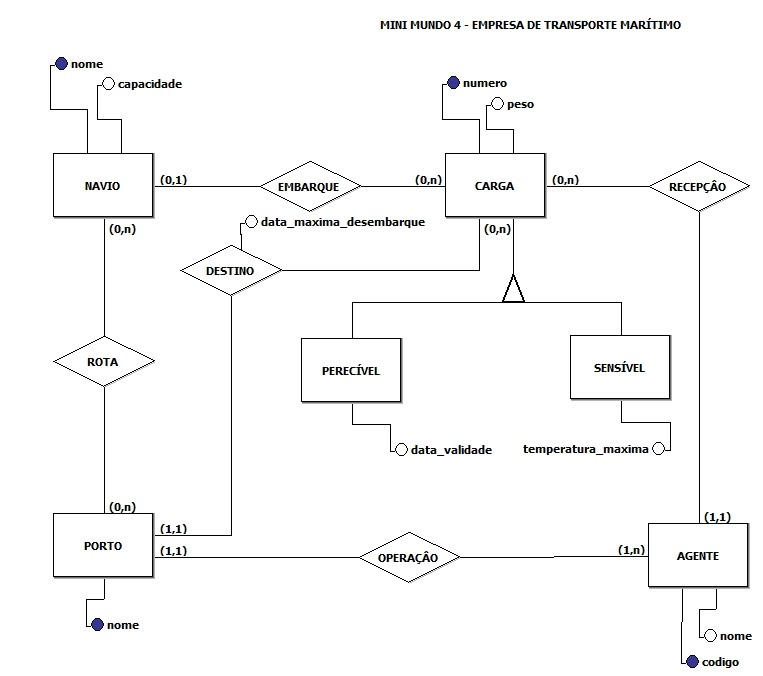 MINI MUNDO 4 - EMPRESA DE TRANSPORTE MARÍTIMO
nome
capacidade
numero
peso
NAVIO
(0,1)
EMBARQUE
(0,n)
CARGA
(0,n)
RECEPÇÂO
(0,n)
data_maxima_desembarque
(0,n)
DESTINO
ROTA
PERECÍVEL
SENSÍVEL
data_validade
temperatura_maxima
(0,n)
(1,1)
(1,1)
PORTO
(1,1)
OPERAÇÂO
(1,n)
AGENTE
nome
nome
codigo